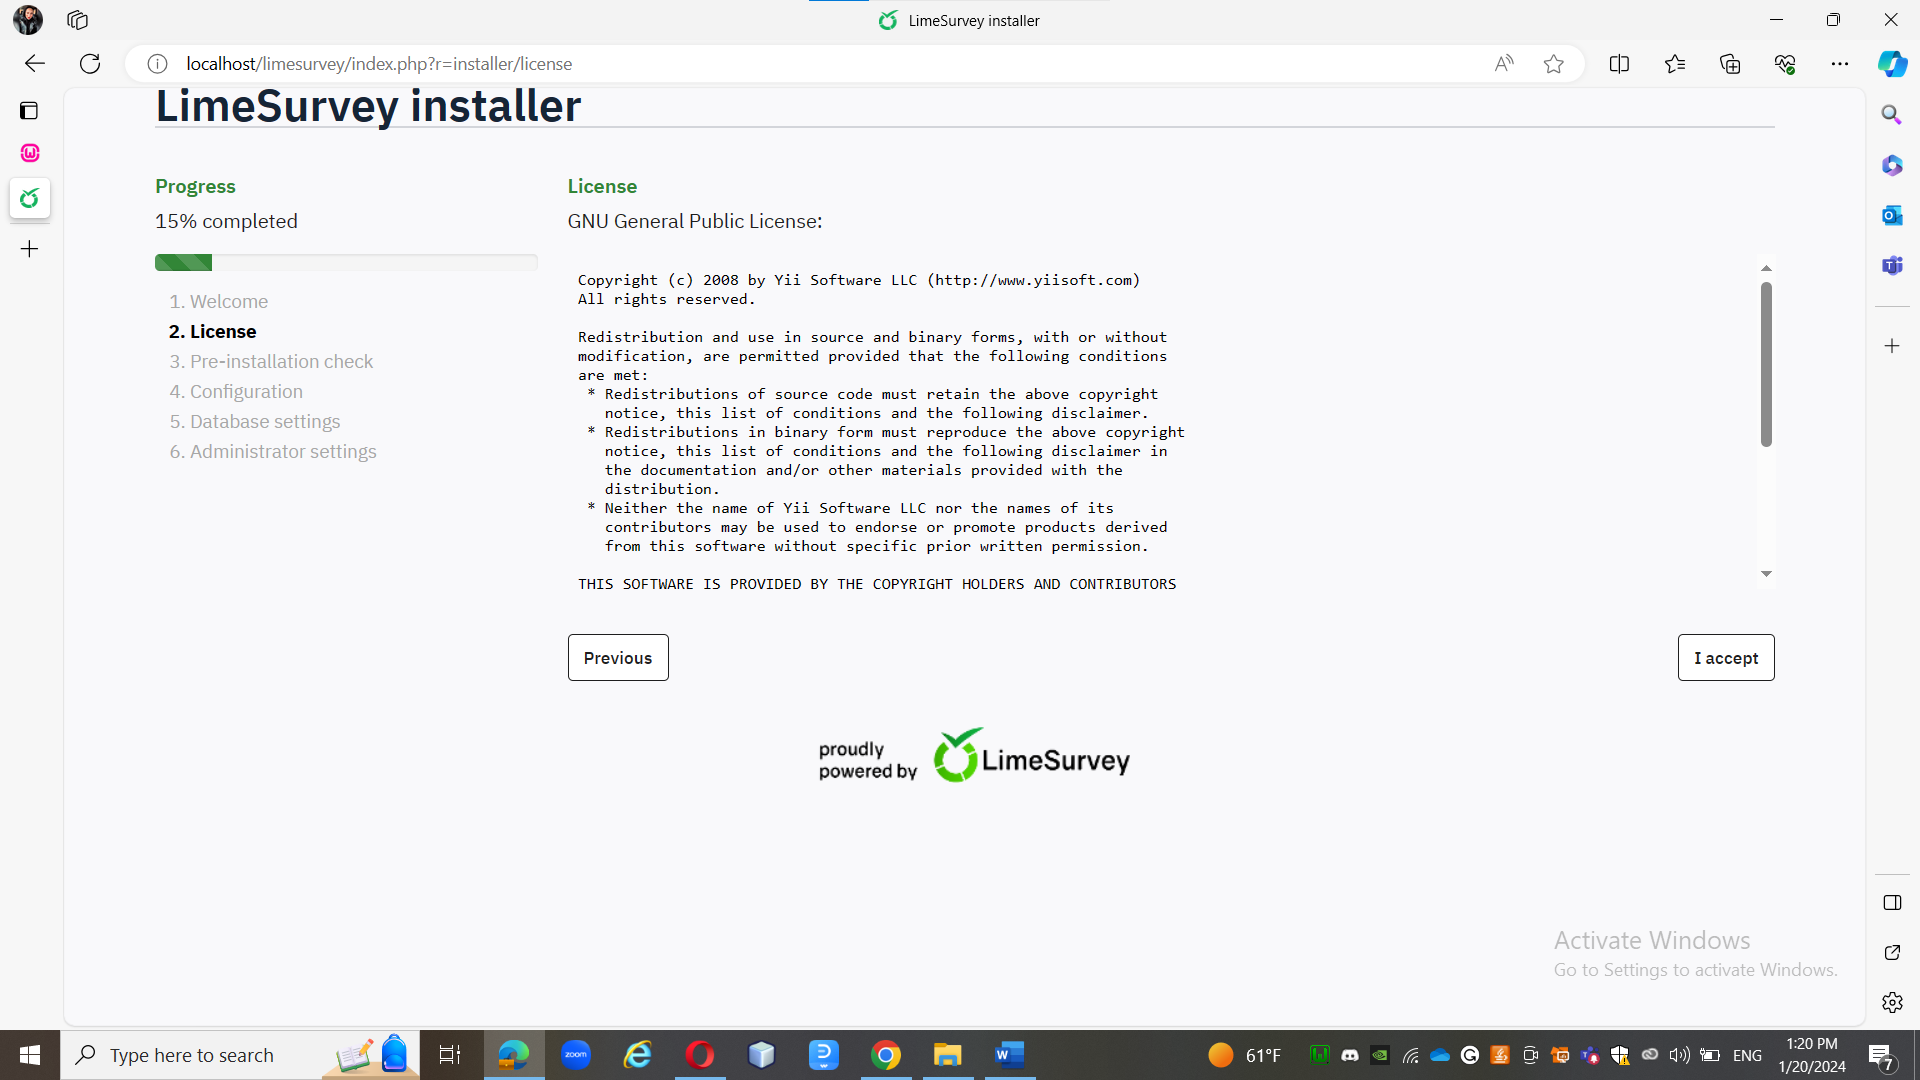 LimeSurvey installer
localhost/limesurvey/index.php?r=installer/license
LimeSurvey installer
Progress
15% completed
1. Welcome
2. License
3. Pre-installation check
4. Configuration
5. Database settings
6. Administrator settings
License
GNU General Public License:
Copyright (c) 2008 by Yii Software LLC (http://www.yiisoft.com)
All rights reserved.
Redistribution and use in source and binary forms, with or without
modification, are permitted provided that the following conditions
are met:
* Redistributions of source code must retain the above copyright
notice, this list of conditions and the following disclaimer.
* Redistributions in binary form must reproduce the above copyright
notice, this list of conditions and the following disclaimer in
the documentation and/or other materials provided with the
distribution.
* Neither the name of Yii Software LLC nor the names of its
contributors may be used to endorse or promote products derived
from this software without specific prior written permission.
THIS SOFTWARE IS PROVIDED BY THE COPYRIGHT HOLDERS AND CONTRIBUTORS
Previous
I accept
proudly
powered by
LimeSurvey
Activate Windows
Go to Settings to activate Windows.
Type here to search
zoom
61°F
ENG
1:20 PM
1/20/2024
7